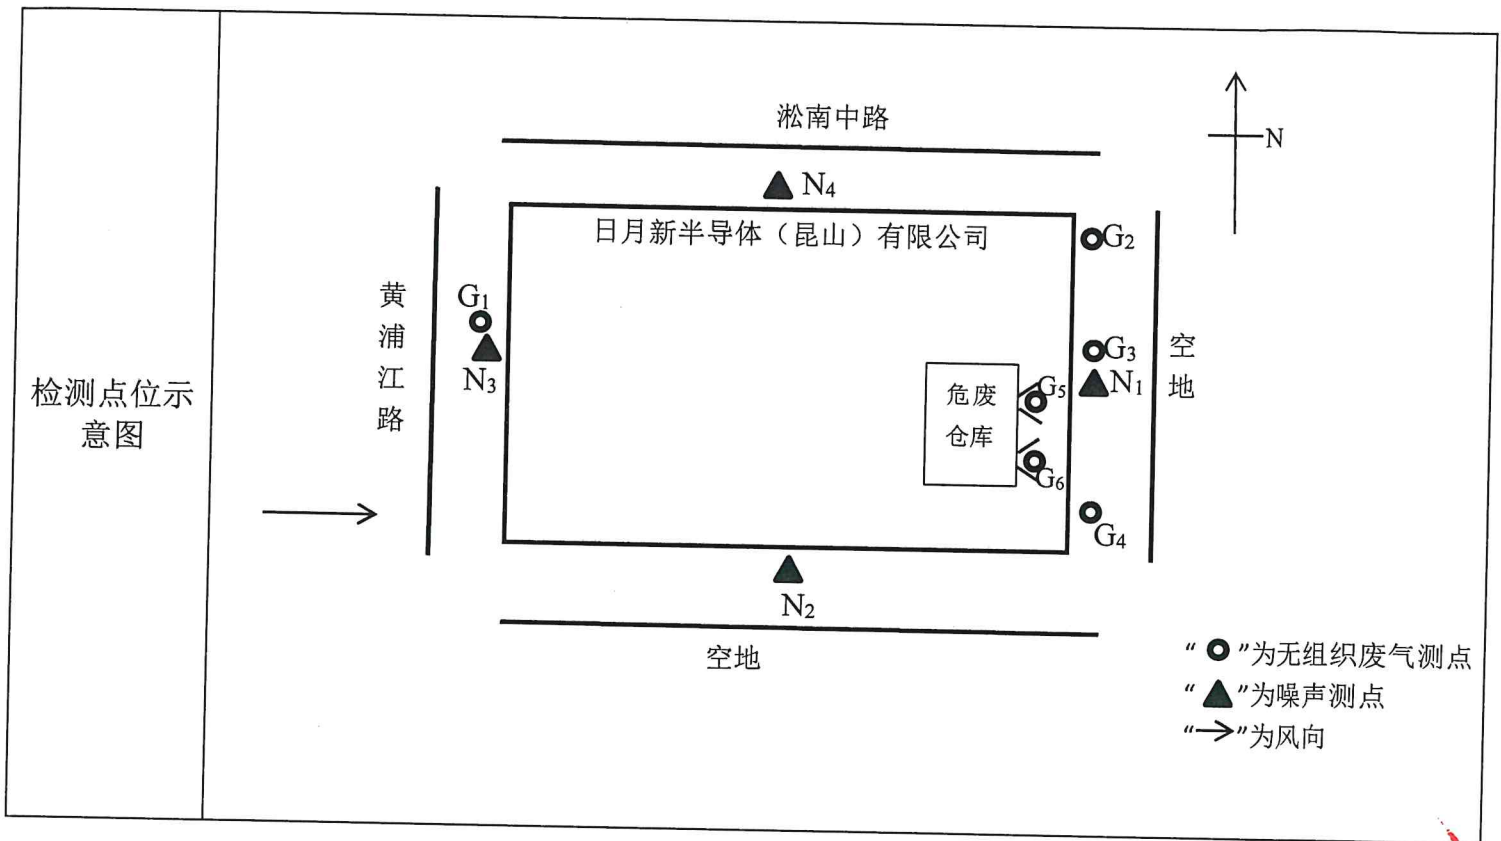 检测点位示
意图
淞南中路
N
N₄
日月新半导体（昆山）有限公司
G₂
黄
浦
江
路
G₁
N₃
G₃
N₁
空
地
危废
仓库
G₅
G₆
G₄
N₂
空地
“ ”为无组织废气测点
“ ”为噪声测点
“→”为风向